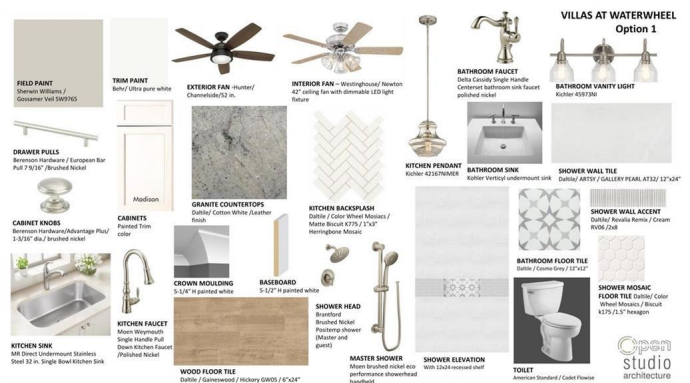 VILLAS AT WATERWHEEL
Option 1
FIELD PAINT
Sherwin Williams /
Gossamer Veil SW9765
TRIM PAINT
Behr/ Ultra pure white
EXTERIOR FAN -Hunter/
Channelside/52 in.
INTERIOR FAN – Westinghouse/ Newton
42" ceiling fan with dimmable LED light
fixture
KITCHEN PENDANT
Kichler 42167NIMER
BATHROOM FAUCET
Delta Cassidy Single Handle
Centerset bathroom sink faucet
polished nickel
BATHROOM VANITY LIGHT
Kichler 45973NI
DRAWER PULLS
Berenson Hardware / European Bar
Pull 7 9/16" /Brushed Nickel
CABINET KNOBS
Berenson Hardware/Advantage Plus/
1-3/16" dia./ brushed nickel
Madison
CABINETS
Painted Trim
color
GRANITE COUNTERTOPS
Daltile/ Cotton White /Leather
finish
KITCHEN BACKSPLASH
Daltile / Color Wheel Mosaics /
Matte Biscuit K775 / 1"x3"
Herringbone Mosaic
BATHROOM SINK
Kohler Verticyl undermount sink
SHOWER WALL TILE
Daltile/ ARTSY / GALLERY PEARL AT32/ 12"x24"
SHOWER WALL ACCENT
Daltile/ Revalia Remix / Cream
RV06 /2x8
BATHROOM FLOOR TILE
Daltile / Cosmo Grey / 12"x12"
SHOWER MOSAIC
FLOOR TILE Daltile/ Color
Wheel Mosaics / Biscuit
k175 /1.5" hexagon
KITCHEN SINK
MR Direct Undermount Stainless
Steel 32 in. Single Bowl Kitchen Sink
KITCHEN FAUCET
Moen Weymouth
Single Handle Pull
Down Kitchen Faucet
/Polished Nickel
CROWN MOULDING
5-1/4" H painted white
BASEBOARD
5-1/2" H painted white
WOOD FLOOR TILE
Daltile / Gaineswood / Hickory GW05 / 6"x24"
SHOWER HEAD
Brantford
Brushed Nickel
Positemp shower
(Master and
guest)
MASTER SHOWER
Moen brushed nickel eco
performance showerhead
handheld
SHOWER ELEVATION
With 12x24 recessed shelf
TOILET
American Standard / Cadet Flowise
Open
studio
architecture